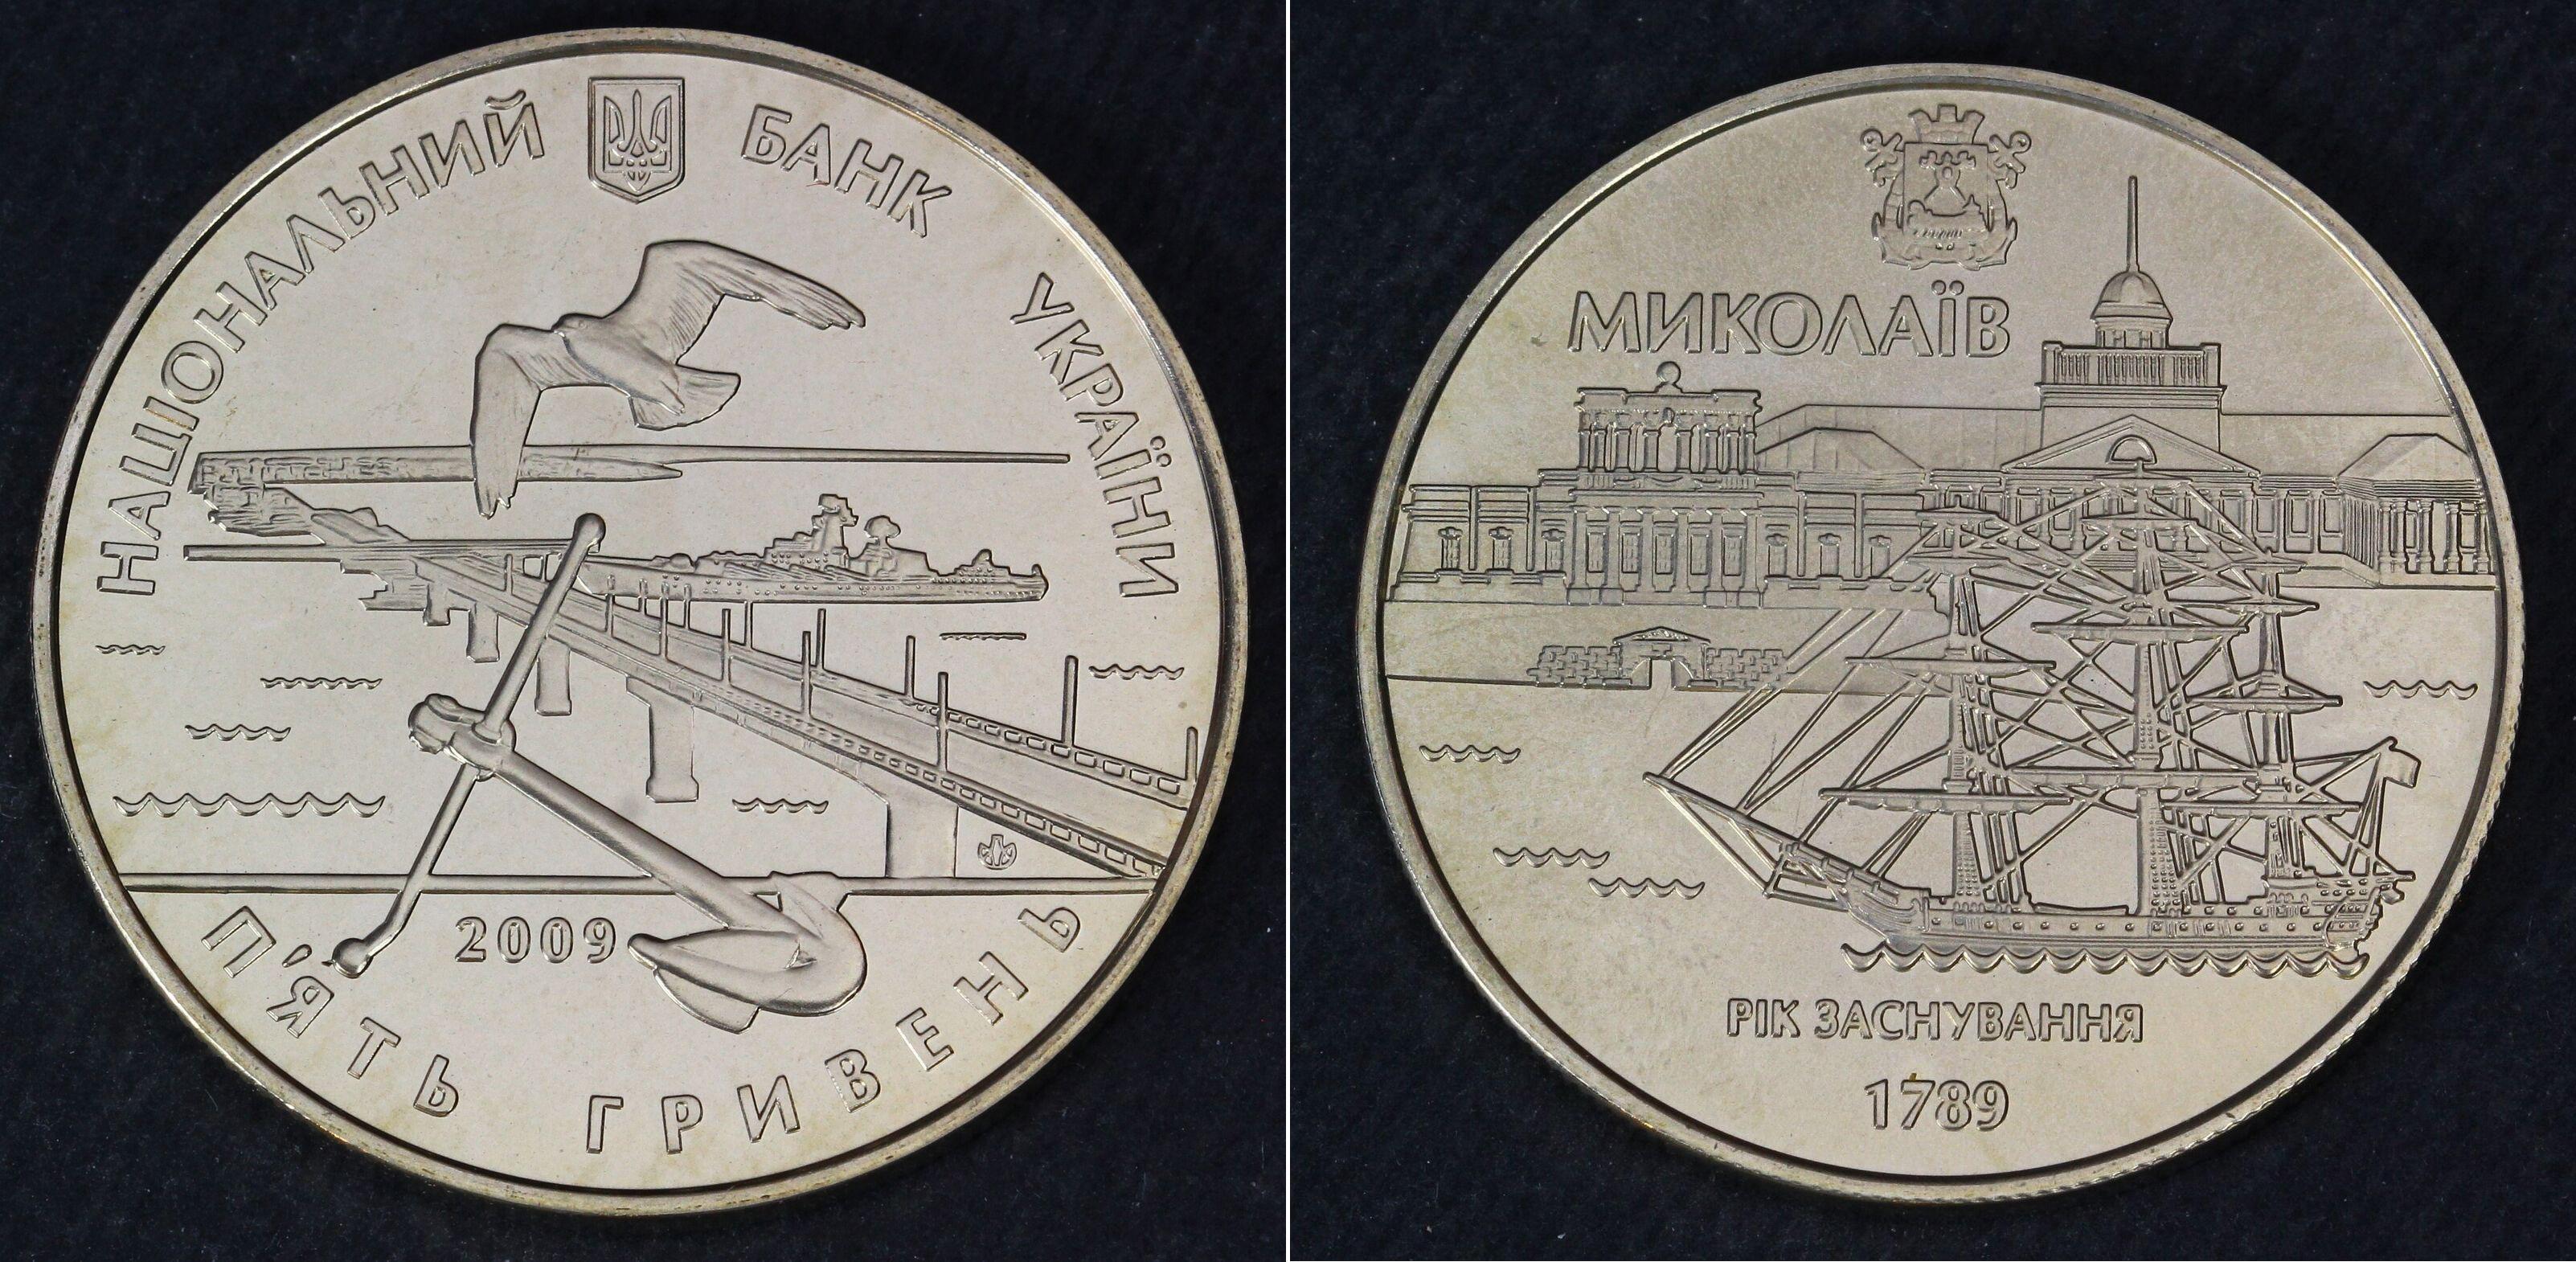 НАЦІОНАЛЬНИЙ БАНК УКРАЇНИ
2009
П'ЯТЬ ГРИВЕНЬ
МИКОЛАЇВ
РІК ЗАСНУВАННЯ
1789